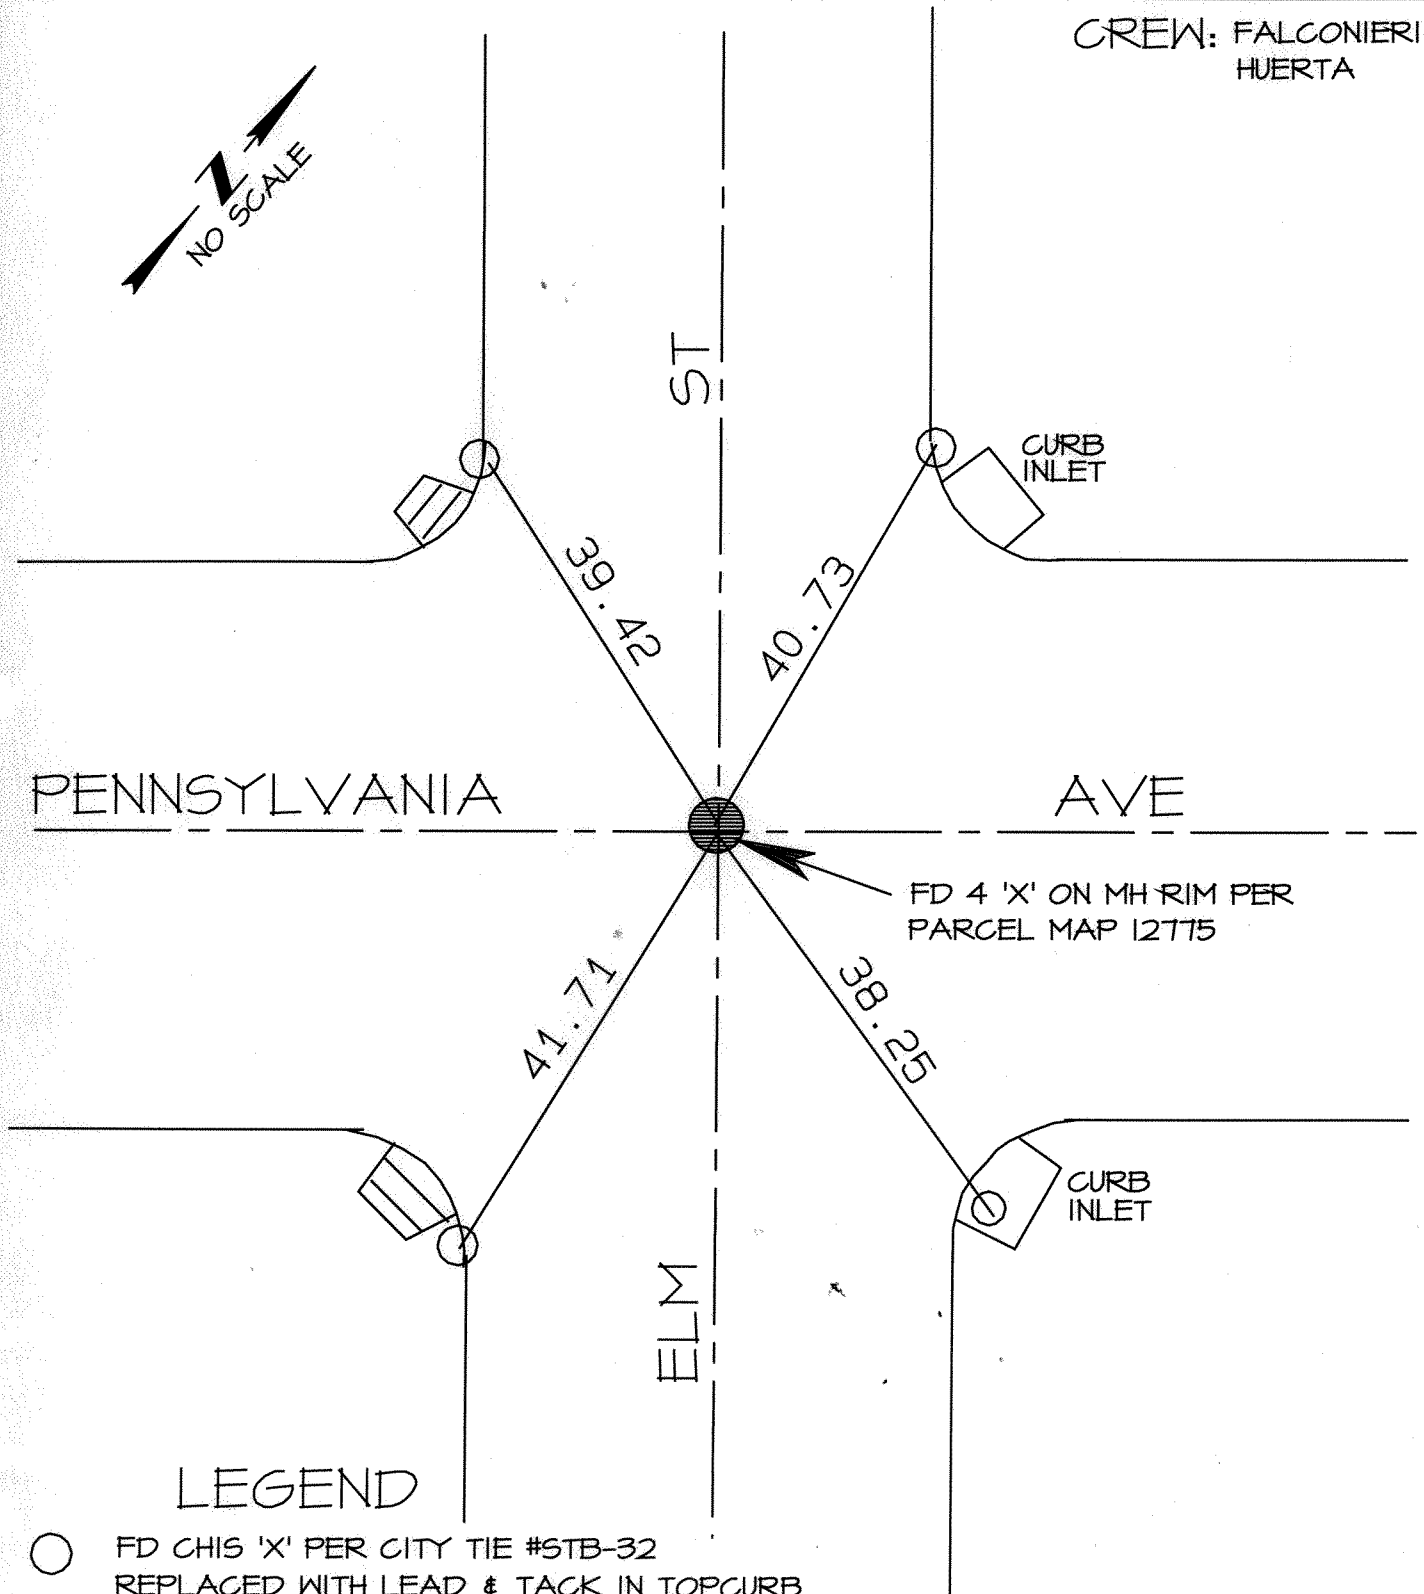 CREW: FALCONIERI
HUERTA
N
NO SCALE
ST
CURB
INLET
39.42
40.73
PENNSYLVANIA AVE
FD 4 'X' ON MH RIM PER
PARCEL MAP 12775
41.71
38.25
CURB
INLET
ELM
LEGEND
FD CHIS 'X' PER CITY TIE #STB-32
REPLACED WITH LEAD & TACK IN TOPCURB